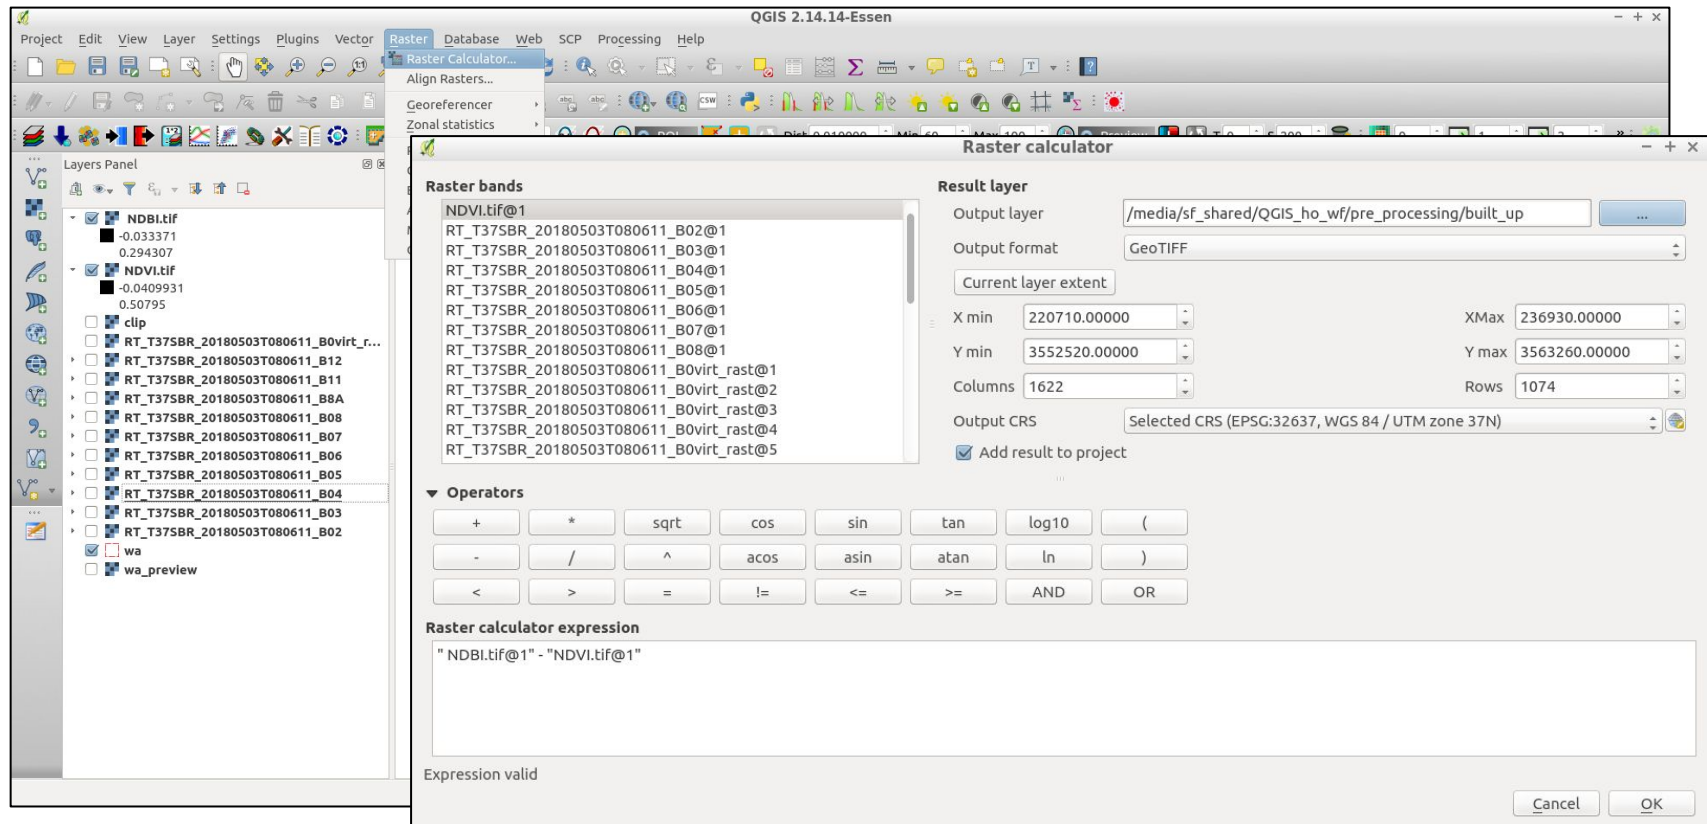 QGIS 2.14.14-Essen
Project Edit View Layer Settings Plugins Vector Raster Database Web SCP Processing Help
Raster Calculator...
Align Rasters...
Georeferencer
Zonal statistics
Layers Panel
NDBI.tif
-0.033371
0.294307
NDVI.tif
-0.0409931
0.50795
clip
RT_T37SBR_20180503T080611_B0virt_r...
RT_T37SBR_20180503T080611_B12
RT_T37SBR_20180503T080611_B11
RT_T37SBR_20180503T080611_B8A
RT_T37SBR_20180503T080611_B08
RT_T37SBR_20180503T080611_B07
RT_T37SBR_20180503T080611_B06
RT_T37SBR_20180503T080611_B05
RT_T37SBR_20180503T080611_B04
RT_T37SBR_20180503T080611_B03
RT_T37SBR_20180503T080611_B02
wa
wa_preview
Raster calculator
Raster bands
NDVI.tif@1
RT_T37SBR_20180503T080611_B02@1
RT_T37SBR_20180503T080611_B03@1
RT_T37SBR_20180503T080611_B04@1
RT_T37SBR_20180503T080611_B05@1
RT_T37SBR_20180503T080611_B06@1
RT_T37SBR_20180503T080611_B07@1
RT_T37SBR_20180503T080611_B08@1
RT_T37SBR_20180503T080611_B0virt_rast@1
RT_T37SBR_20180503T080611_B0virt_rast@2
RT_T37SBR_20180503T080611_B0virt_rast@3
RT_T37SBR_20180503T080611_B0virt_rast@4
RT_T37SBR_20180503T080611_B0virt_rast@5
Result layer
Output layer /media/sf_shared/QGIS_ho_wf/pre_processing/built_up ...
Output format GeoTIFF
Current layer extent
X min 220710.00000 XMax 236930.00000
Y min 3552520.00000 Y max 3563260.00000
Columns 1622 Rows 1074
Output CRS Selected CRS (EPSG:32637, WGS 84 / UTM zone 37N)
Add result to project
Operators
+ * sqrt cos sin tan log10 (
- / ^ acos asin atan ln )
< > = != <= >= AND OR
Raster calculator expression
" NDBI.tif@1" - "NDVI.tif@1"
Expression valid
Cancel OK